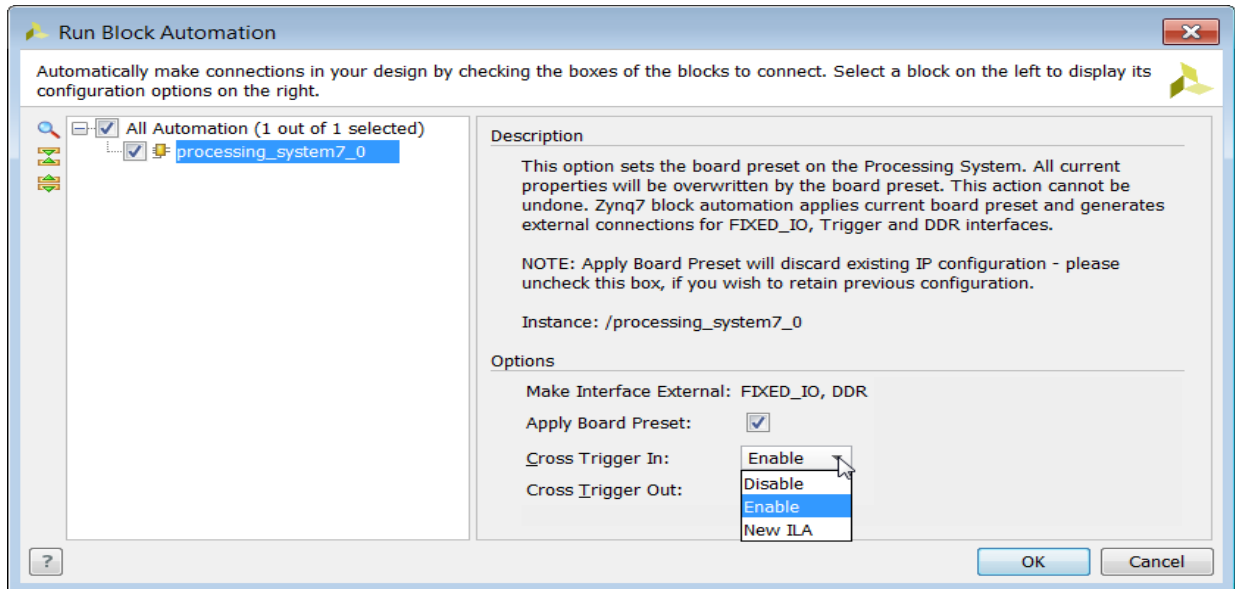 Run Block Automation
Automatically make connections in your design by checking the boxes of the blocks to connect. Select a block on the left to display its
configuration options on the right.
All Automation (1 out of 1 selected)
processing_system7_0
Description
This option sets the board preset on the Processing System. All current
properties will be overwritten by the board preset. This action cannot be
undone. Zynq7 block automation applies current board preset and generates
external connections for FIXED_IO, Trigger and DDR interfaces.
NOTE: Apply Board Preset will discard existing IP configuration - please
uncheck this box, if you wish to retain previous configuration.
Instance: /processing_system7_0
Options
Make Interface External: FIXED_IO, DDR
Apply Board Preset:
Cross Trigger In: Enable
Disable
Cross Trigger Out:
Enable
New ILA
?
OK Cancel